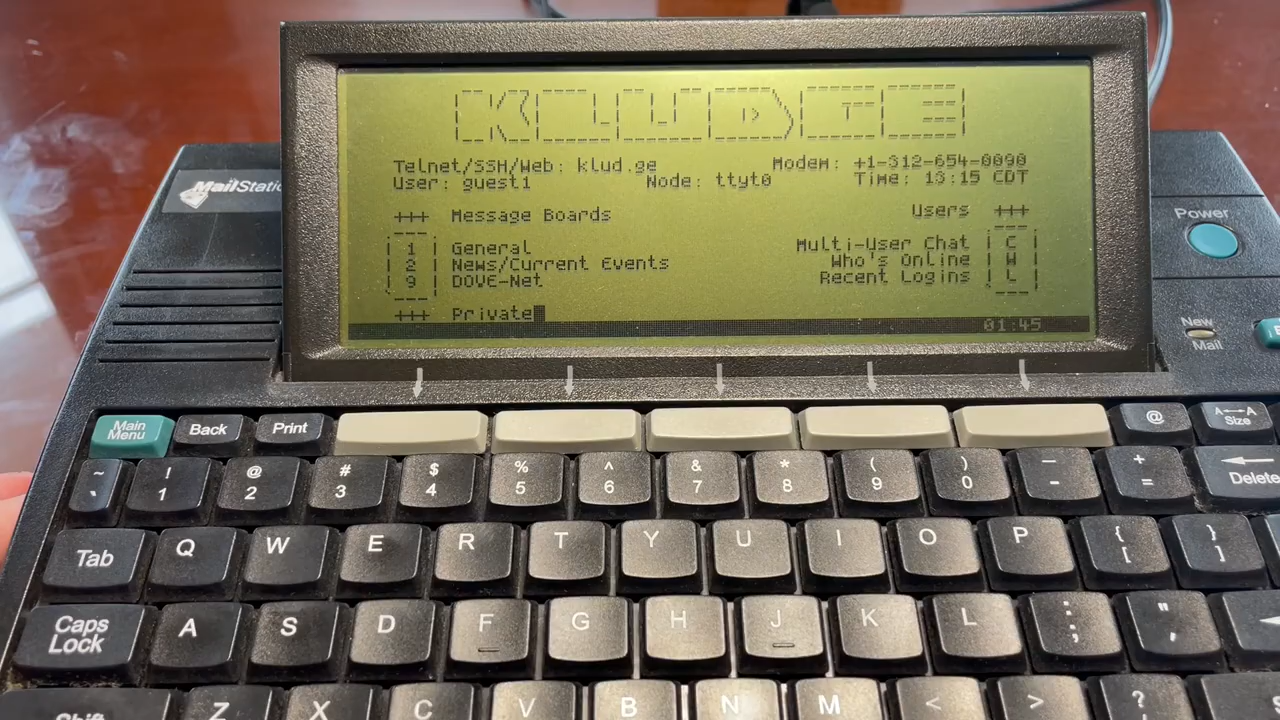 MailStatio
KLUDGE
Telnet/SSH/Web: klud.ge Modem: +1-312-654-0090
User: guest1 Node: ttyt0 Time: 13:15 CDT
+++ Message Boards Users +++
1 General Multi-User Chat C
2 News/Current Events Who's Online W
9 DOVE-Net Recent Logins L
+++ Private
01:45
Power
New
Mail
Main
Menu
Back Print @ A↔A
Size
~ ` ! 1 @ 2 # 3 $ 4 % 5 ^ 6 & 7 * 8 ( 9 ) 0 — - + = Delete
Tab Q W E R T Y U I O P { [ } ]
Caps
Lock A S D F G H J K L : ; " '
Shift Z X C V B N M < > ?